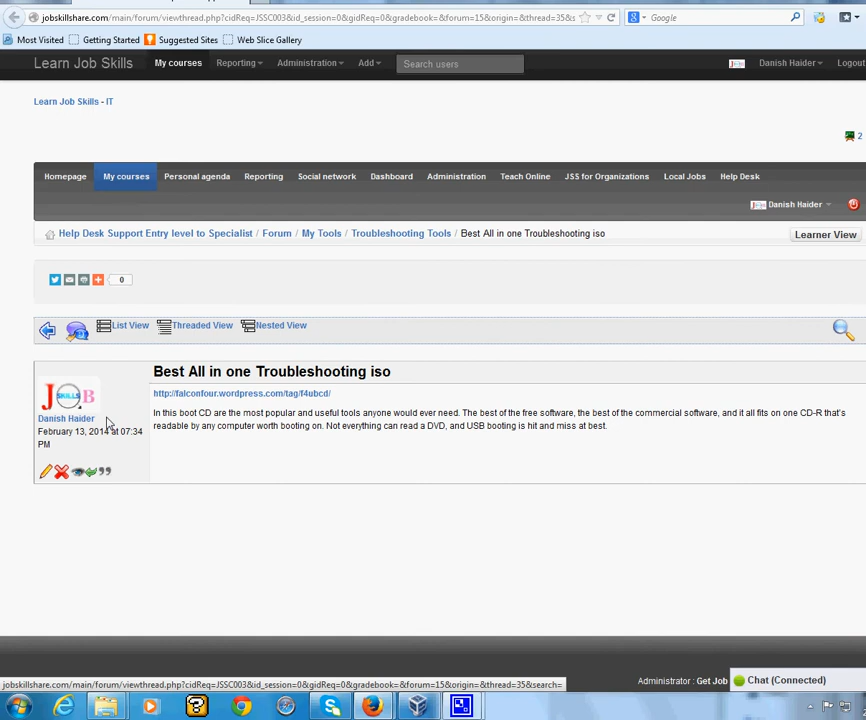 jobskillshare.com/main/forum/viewthread.php?cidReq=JSSC003&id_session=0&gidReq=0&gradebook=&forum=15&origin=&thread=35&s
Google
Most Visited Getting Started Suggested Sites Web Slice Gallery
Learn Job Skills My courses Reporting Administration Add Search users Danish Haider Logout
Learn Job Skills - IT
2
Homepage My courses Personal agenda Reporting Social network Dashboard Administration Teach Online JSS for Organizations Local Jobs Help Desk
Danish Haider
Help Desk Support Entry level to Specialist / Forum / My Tools / Troubleshooting Tools / Best All in one Troubleshooting iso Learner View
0
List View Threaded View Nested View
Best All in one Troubleshooting iso
JOB SKILLS
http://falconfour.wordpress.com/tag/f4ubcd/
Danish Haider
February 13, 2014 at 07:34
PM
In this boot CD are the most popular and useful tools anyone would ever need. The best of the free software, the best of the commercial software, and it all fits on one CD-R that's
readable by any computer worth booting on. Not everything can read a DVD, and USB booting is hit and miss at best.
jobskillshare.com/main/forum/viewthread.php?cidReq=JSSC003&id_session=0&gidReq=0&gradebook=&forum=15&origin=&thread=35&search=
Administrator : Get Job
Chat (Connected)